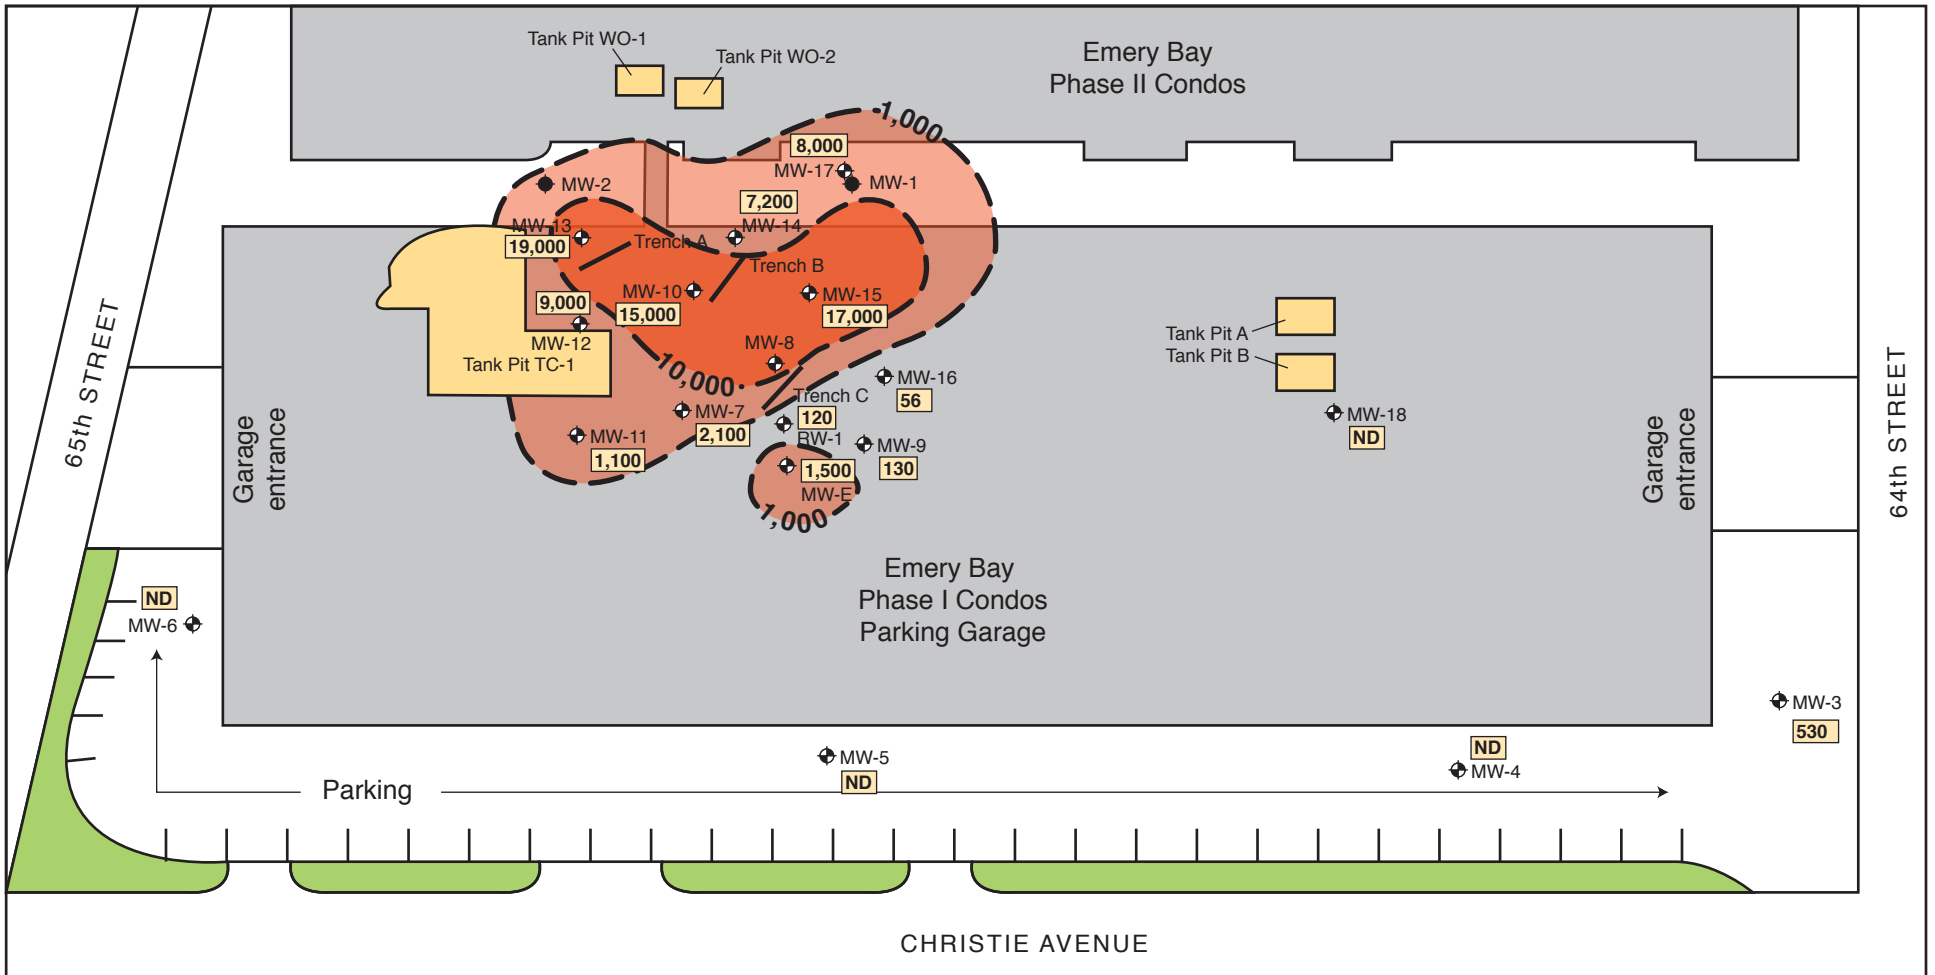 Tank Pit WO-1
Tank Pit WO-2
Emery Bay
Phase II Condos
1,000
8,000
MW-17
MW-2
MW-1
7,200
MW-13
MW-14
19,000
Trench A
Trench B
9,000
MW-10
MW-15
15,000
17,000
MW-12
MW-8
Tank Pit TC-1
10,000
Tank Pit A
Tank Pit B
MW-16
56
Trench C
MW-7
120
2,100
RW-1
MW-11
1,100
MW-9
130
1,500
MW-E
1,000
MW-18
ND
65th STREET
Garage
entrance
Garage
entrance
64th STREET
Emery Bay
Phase I Condos
Parking Garage
ND
MW-6
MW-3
530
MW-5
ND
ND
MW-4
Parking
CHRISTIE AVENUE